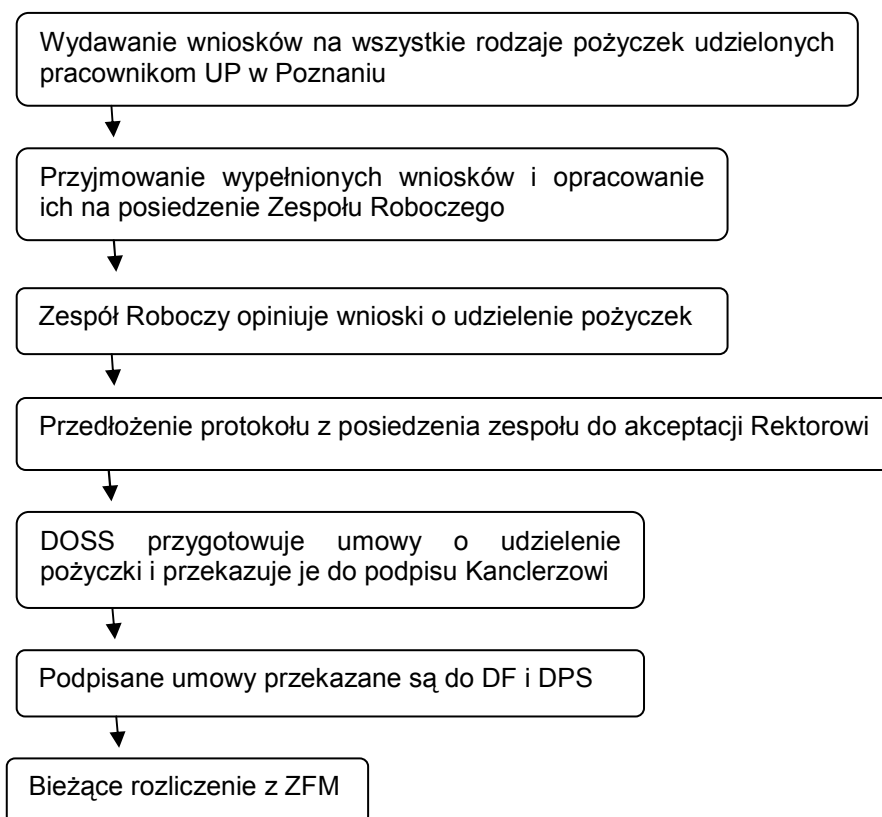 Wydawanie wniosków na wszystkie rodzaje pożyczek udzielonych
pracownikom UP w Poznaniu
Przyjmowanie wypełnionych wniosków i opracowanie
ich na posiedzenie Zespołu Roboczego
Zespół Roboczy opiniuje wnioski o udzielenie pożyczek
Przedłożenie protokołu z posiedzenia zespołu do akceptacji Rektorowi
DOSS przygotowuje umowy o udzielenie
pożyczki i przekazuje je do podpisu Kanclerzowi
Podpisane umowy przekazane są do DF i DPS
Bieżące rozliczenie z ZFM